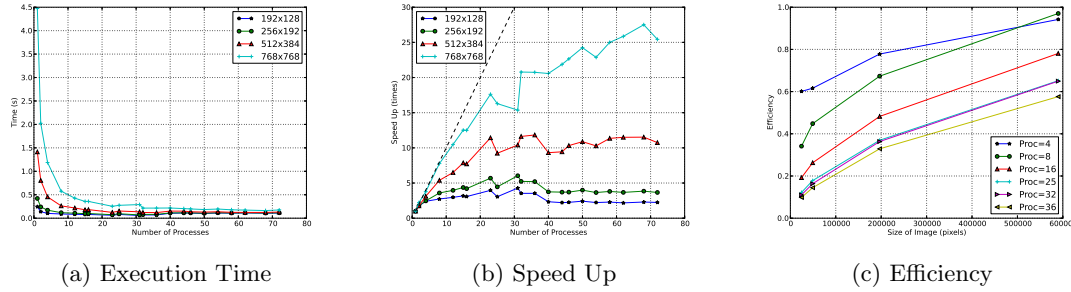 4.5
4.0
3.5
3.0
2.5
2.0
1.5
1.0
0.5
0.0
0 10 20 30 40 50 60 70 80
Time (s)
Number of Processes
192x128
256x192
512x384
768x768
(a) Execution Time
30
25
20
15
10
5
0
0 10 20 30 40 50 60 70 80
Speed Up (times)
Number of Processes
192x128
256x192
512x384
768x768
(b) Speed Up
1.0
0.8
0.6
0.4
0.2
0.0
0 100000 200000 300000 400000 500000 600000
Efficiency
Size of Image (pixels)
Proc=4
Proc=8
Proc=16
Proc=25
Proc=32
Proc=36
(c) Efficiency